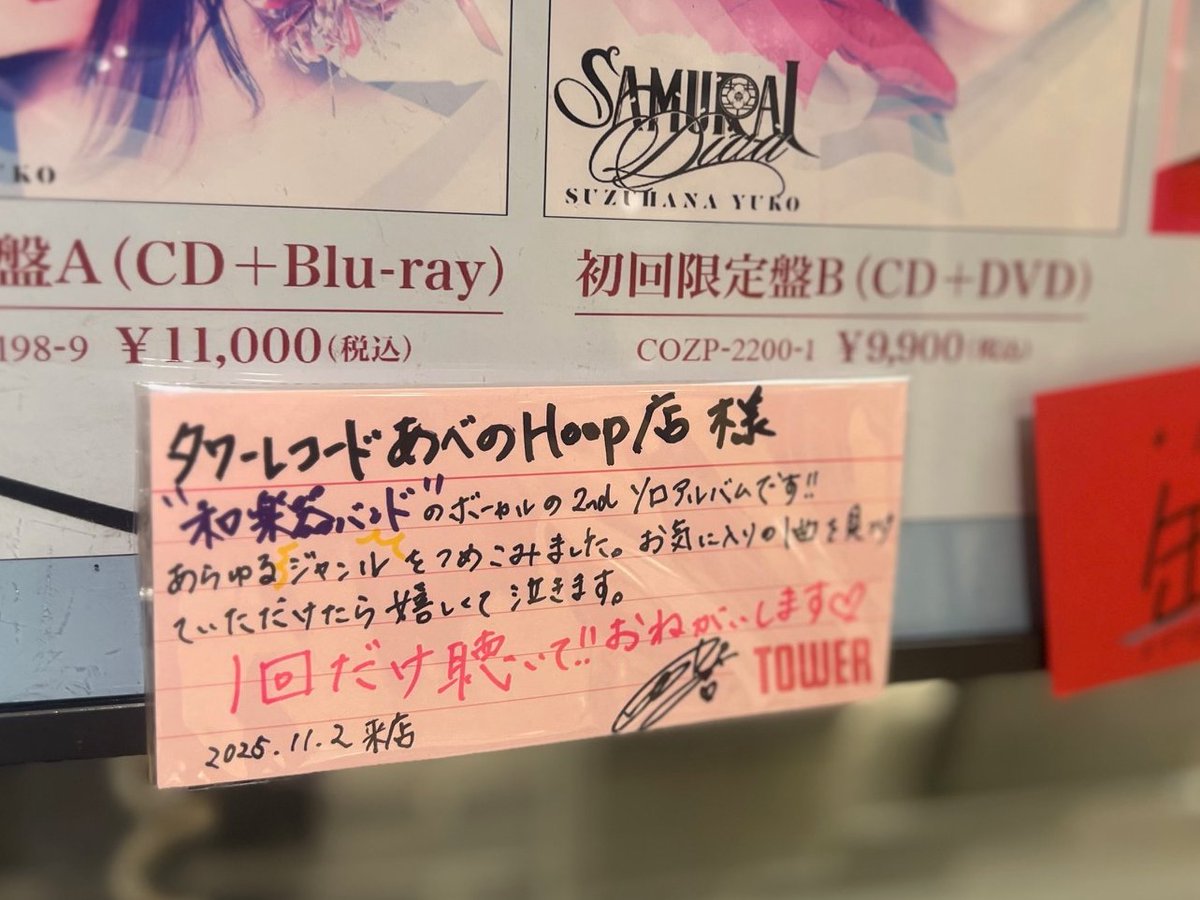 KO
SAMURAI
Diva
SUZUHANA YUKO
盤A(CD+Blu-ray)
初回限定盤B(CD+DVD)
198-9 ¥11,000(税込)
COZP-2200-1 ¥9,900(税込)
タワーレコードあべのHoop店 様
"和楽器バンド"のボーカルの2nd ソロアルバムです!!
あらゆるジャンルをつめこみました。お気に入りの1曲を見つけ
ていただけたら嬉しくて泣きます。
1回だけ聴いて!!おねがいします♡
TOWER
2025.11.2 来店